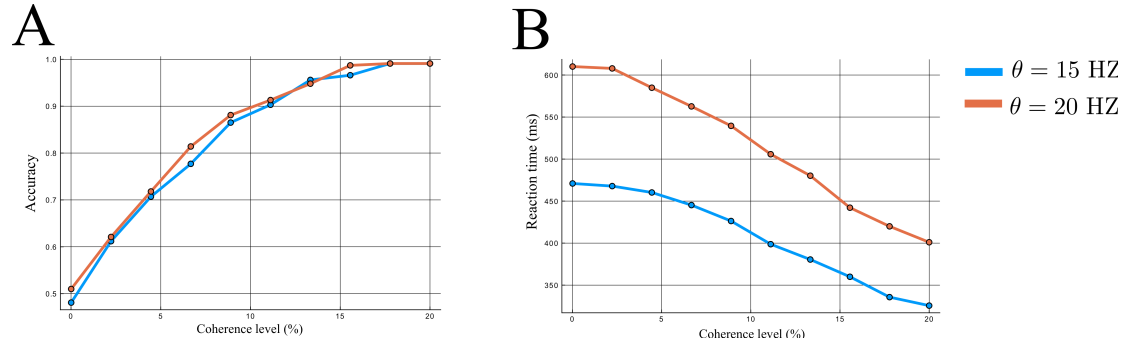 A
1.0
0.9
0.8
0.7
0.6
0.5
Accuracy
0 5 10 15 20
Coherence level (%)
B
600
550
500
450
400
350
Reaction time (ms)
0 5 10 15 20
Coherence level (%)
θ = 15 HZ
θ = 20 HZ